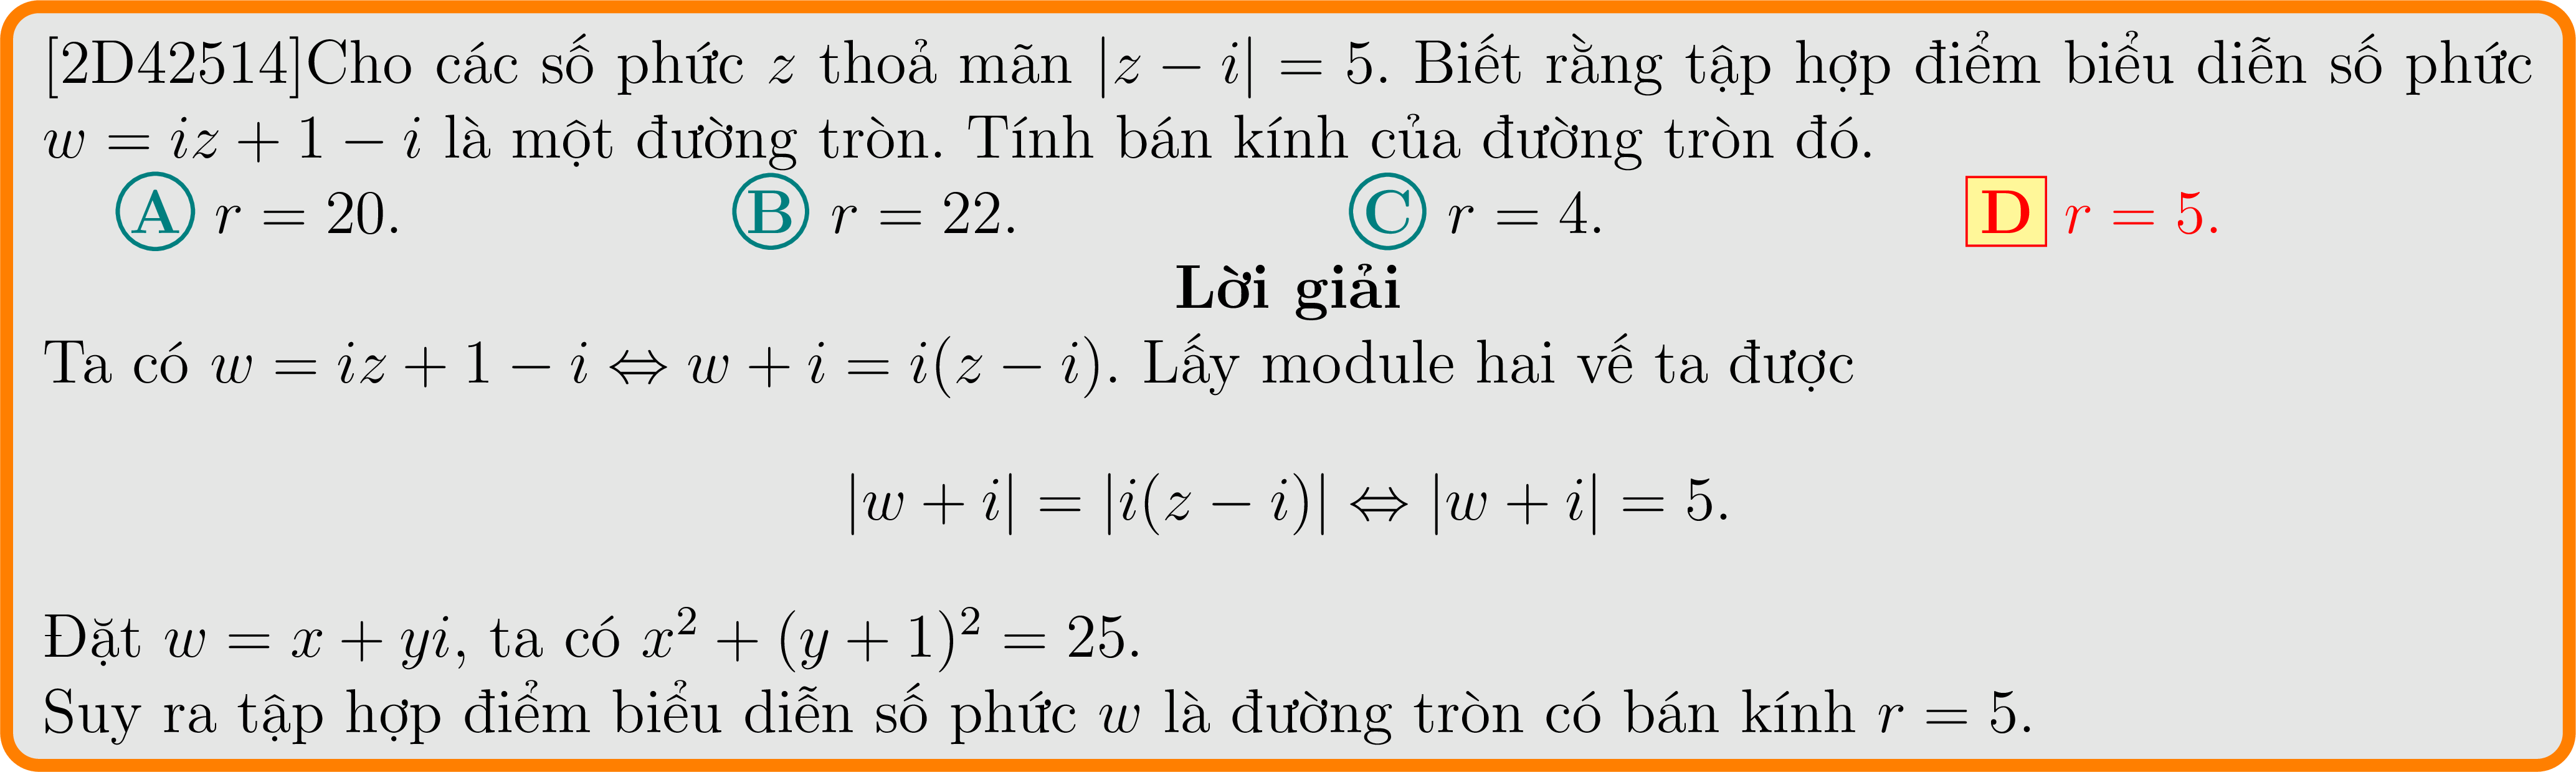 [2D42514]Cho các số phức z thoả mãn |z − i| = 5. Biết rằng tập hợp điểm biểu diễn số phức
w = iz + 1 − i là một đường tròn. Tính bán kính của đường tròn đó.
A r = 20. B r = 22. C r = 4. D r = 5.
Lời giải
Ta có w = iz + 1 − i ⇔ w + i = i(z − i). Lấy module hai vế ta được
|w + i| = |i(z − i)| ⇔ |w + i| = 5.
Đặt w = x + yi, ta có x² + (y + 1)² = 25.
Suy ra tập hợp điểm biểu diễn số phức w là đường tròn có bán kính r = 5.